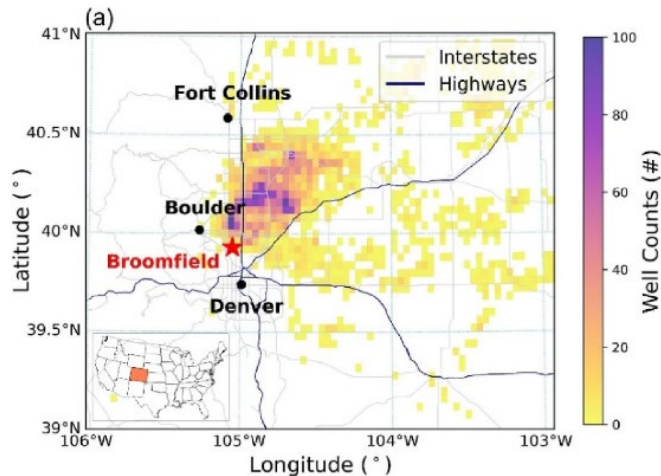 (a)
41°N
40.5°N
40°N
39.5°N
39°N
Latitude (°)
Interstates
Highways
Fort Collins
Boulder
Broomfield
Denver
106°W
105°W
104°W
103°W
Longitude (°)
100
80
60
40
20
0
Well Counts (#)